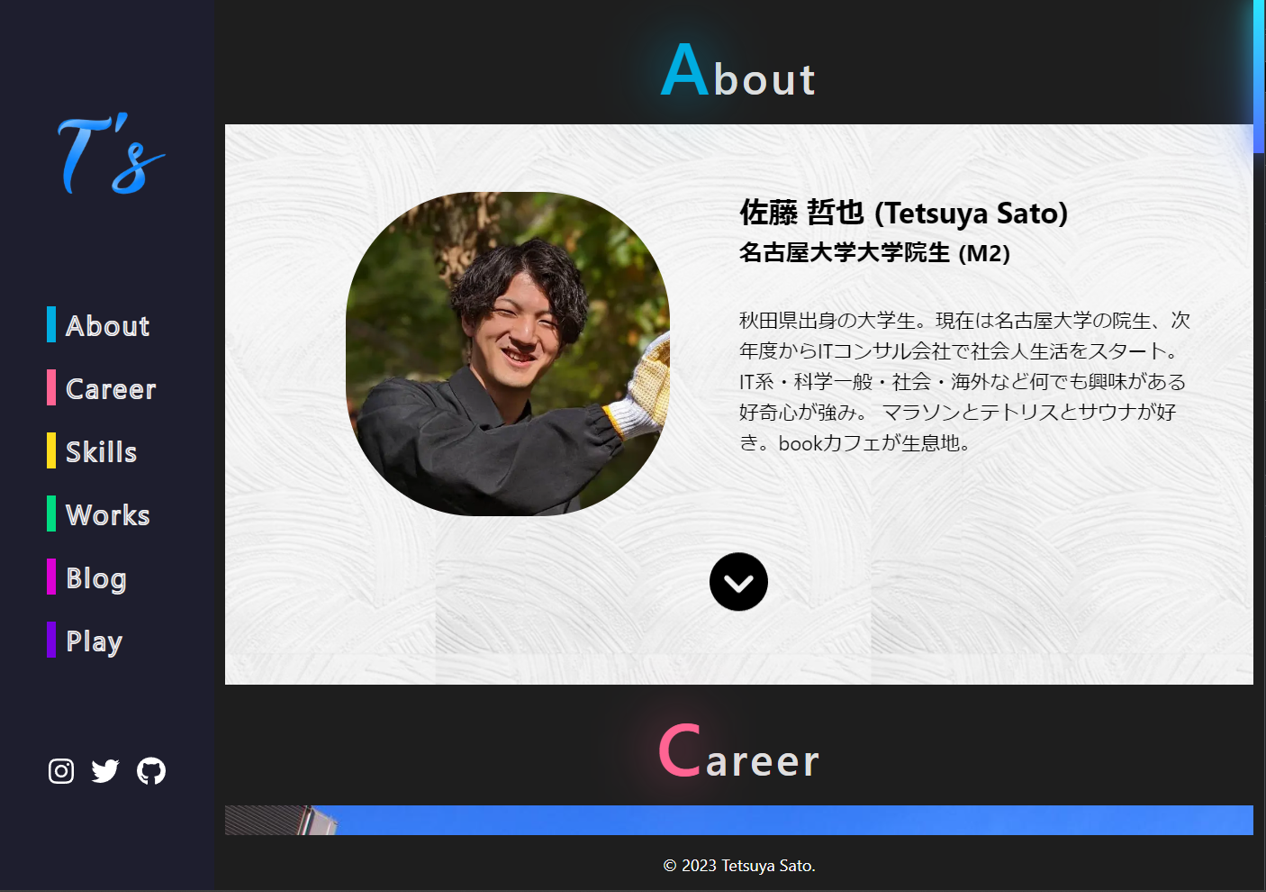 T's
About
Career
Skills
Works
Blog
Play
About
佐藤 哲也 (Tetsuya Sato)
名古屋大学大学院生 (M2)
秋田県出身の大学生。現在は名古屋大学の院生、次
年度からITコンサル会社で社会人生活をスタート。
IT系・科学一般・社会・海外など何でも興味がある
好奇心が強み。 マラソンとテトリスとサウナが好
き。bookカフェが生息地。
Career
© 2023 Tetsuya Sato.